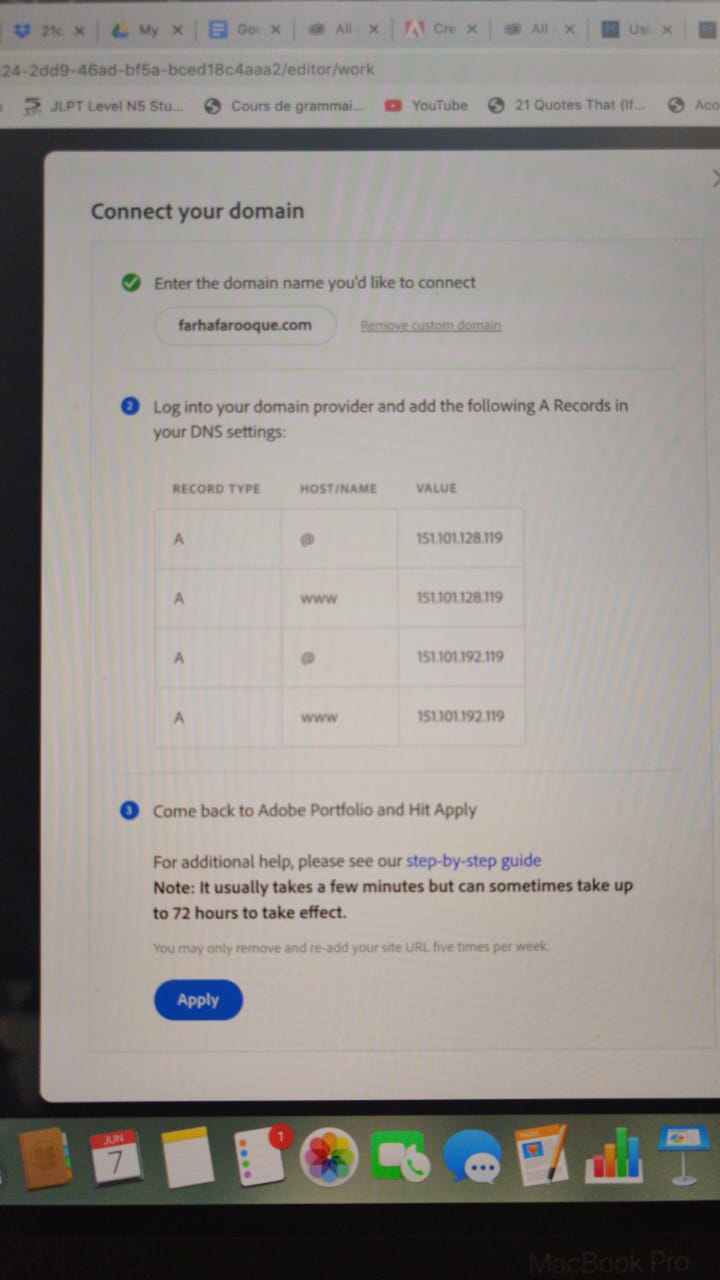 21c
My
Goo
All
Cre
All
Usi
24-2dd9-46ad-bf5a-bced18c4aaa2/editor/work
JLPT Level N5 Stu...
Cours de grammai...
YouTube
21 Quotes That (If...
Aco
Connect your domain
Enter the domain name you'd like to connect
farhafarooque.com
Remove custom domain
2 Log into your domain provider and add the following A Records in
your DNS settings:
RECORD TYPE HOST/NAME VALUE
A @ 151.101.128.119
A www 151.101.128.119
A @ 151.101.192.119
A www 151.101.192.119
3 Come back to Adobe Portfolio and Hit Apply
For additional help, please see our step-by-step guide
Note: It usually takes a few minutes but can sometimes take up
to 72 hours to take effect.
You may only remove and re-add your site URL five times per week.
Apply
JUN
7
1
MacBook Pro